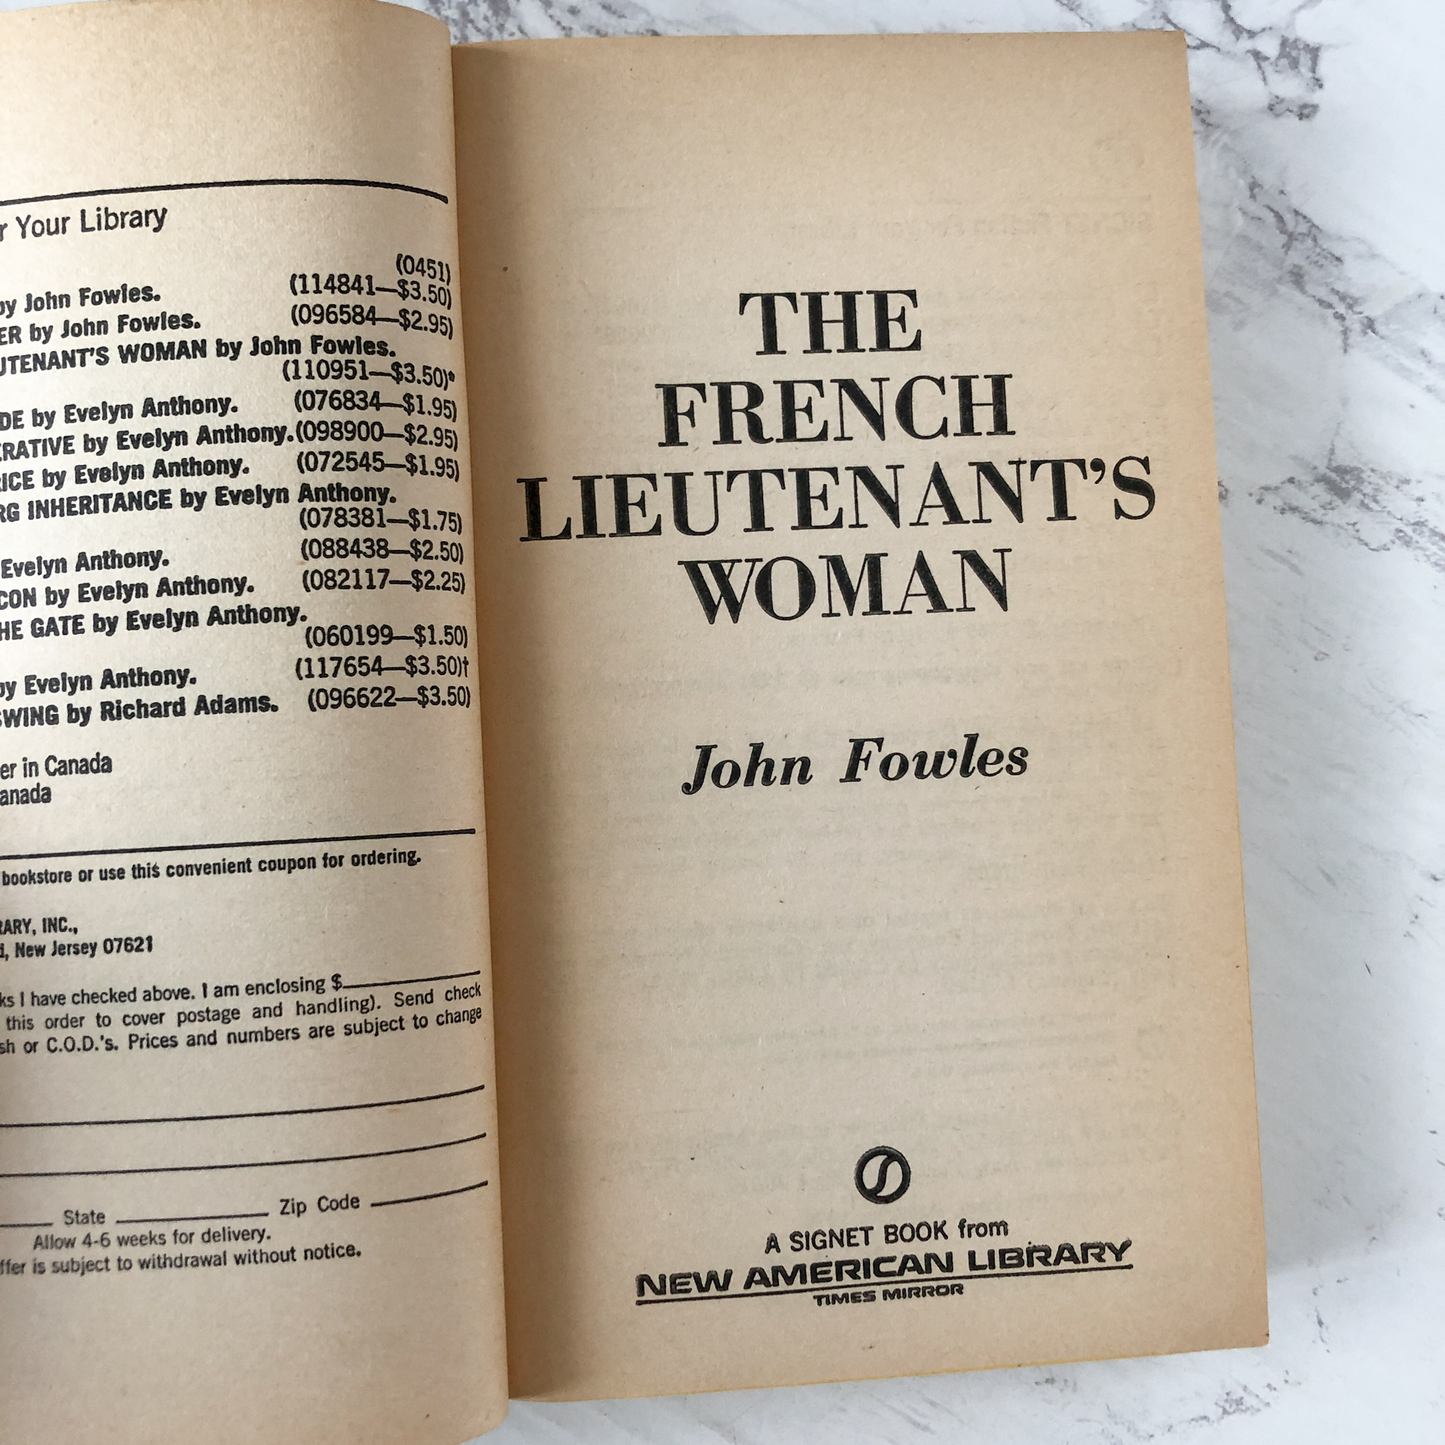 r Your Library
(0451)
by John Fowles. (114841—$3.50)
ER by John Fowles. (096584—$2.95)
UTENANT'S WOMAN by John Fowles.
(110951—$3.50)*
DE by Evelyn Anthony. (076834—$1.95)
ERATIVE by Evelyn Anthony. (098900—$2.95)
RICE by Evelyn Anthony. (072545—$1.95)
RG INHERITANCE by Evelyn Anthony.
(078381—$1.75)
Evelyn Anthony. (088438—$2.50)
CON by Evelyn Anthony. (082117—$2.25)
HE GATE by Evelyn Anthony.
(060199—$1.50)
by Evelyn Anthony. (117654—$3.50)†
SWING by Richard Adams. (096622—$3.50)
er in Canada
anada
bookstore or use this convenient coupon for ordering.
RARY, INC.,
d, New Jersey 07621
ks I have checked above. I am enclosing $
this order to cover postage and handling). Send check
sh or C.O.D.'s. Prices and numbers are subject to change
State Zip Code
Allow 4-6 weeks for delivery.
ffer is subject to withdrawal without notice.
THE
FRENCH
LIEUTENANT'S
WOMAN
John Fowles
A SIGNET BOOK from
NEW AMERICAN LIBRARY
TIMES MIRROR